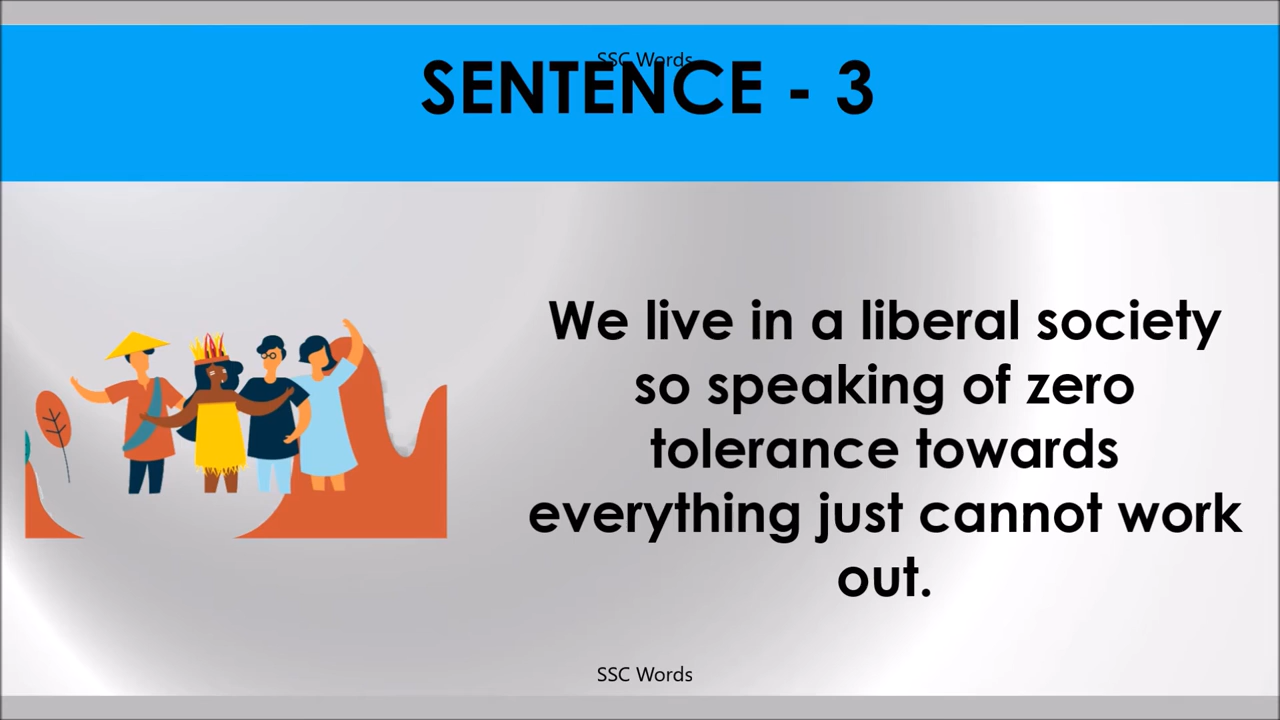 SSC Words
SENTENCE - 3
We live in a liberal society
so speaking of zero
tolerance towards
everything just cannot work
out.
SSC Words